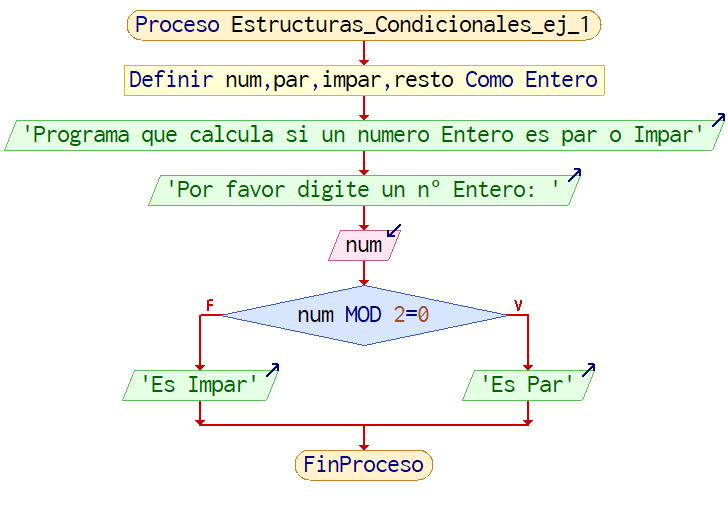 Proceso Estructuras_Condicionales_ej_1
Definir num,par,impar,resto Como Entero
'Programa que calcula si un numero Entero es par o Impar'
'Por favor digite un n° Entero: '
num
F
V
num MOD 2=0
'Es Impar'
'Es Par'
FinProceso